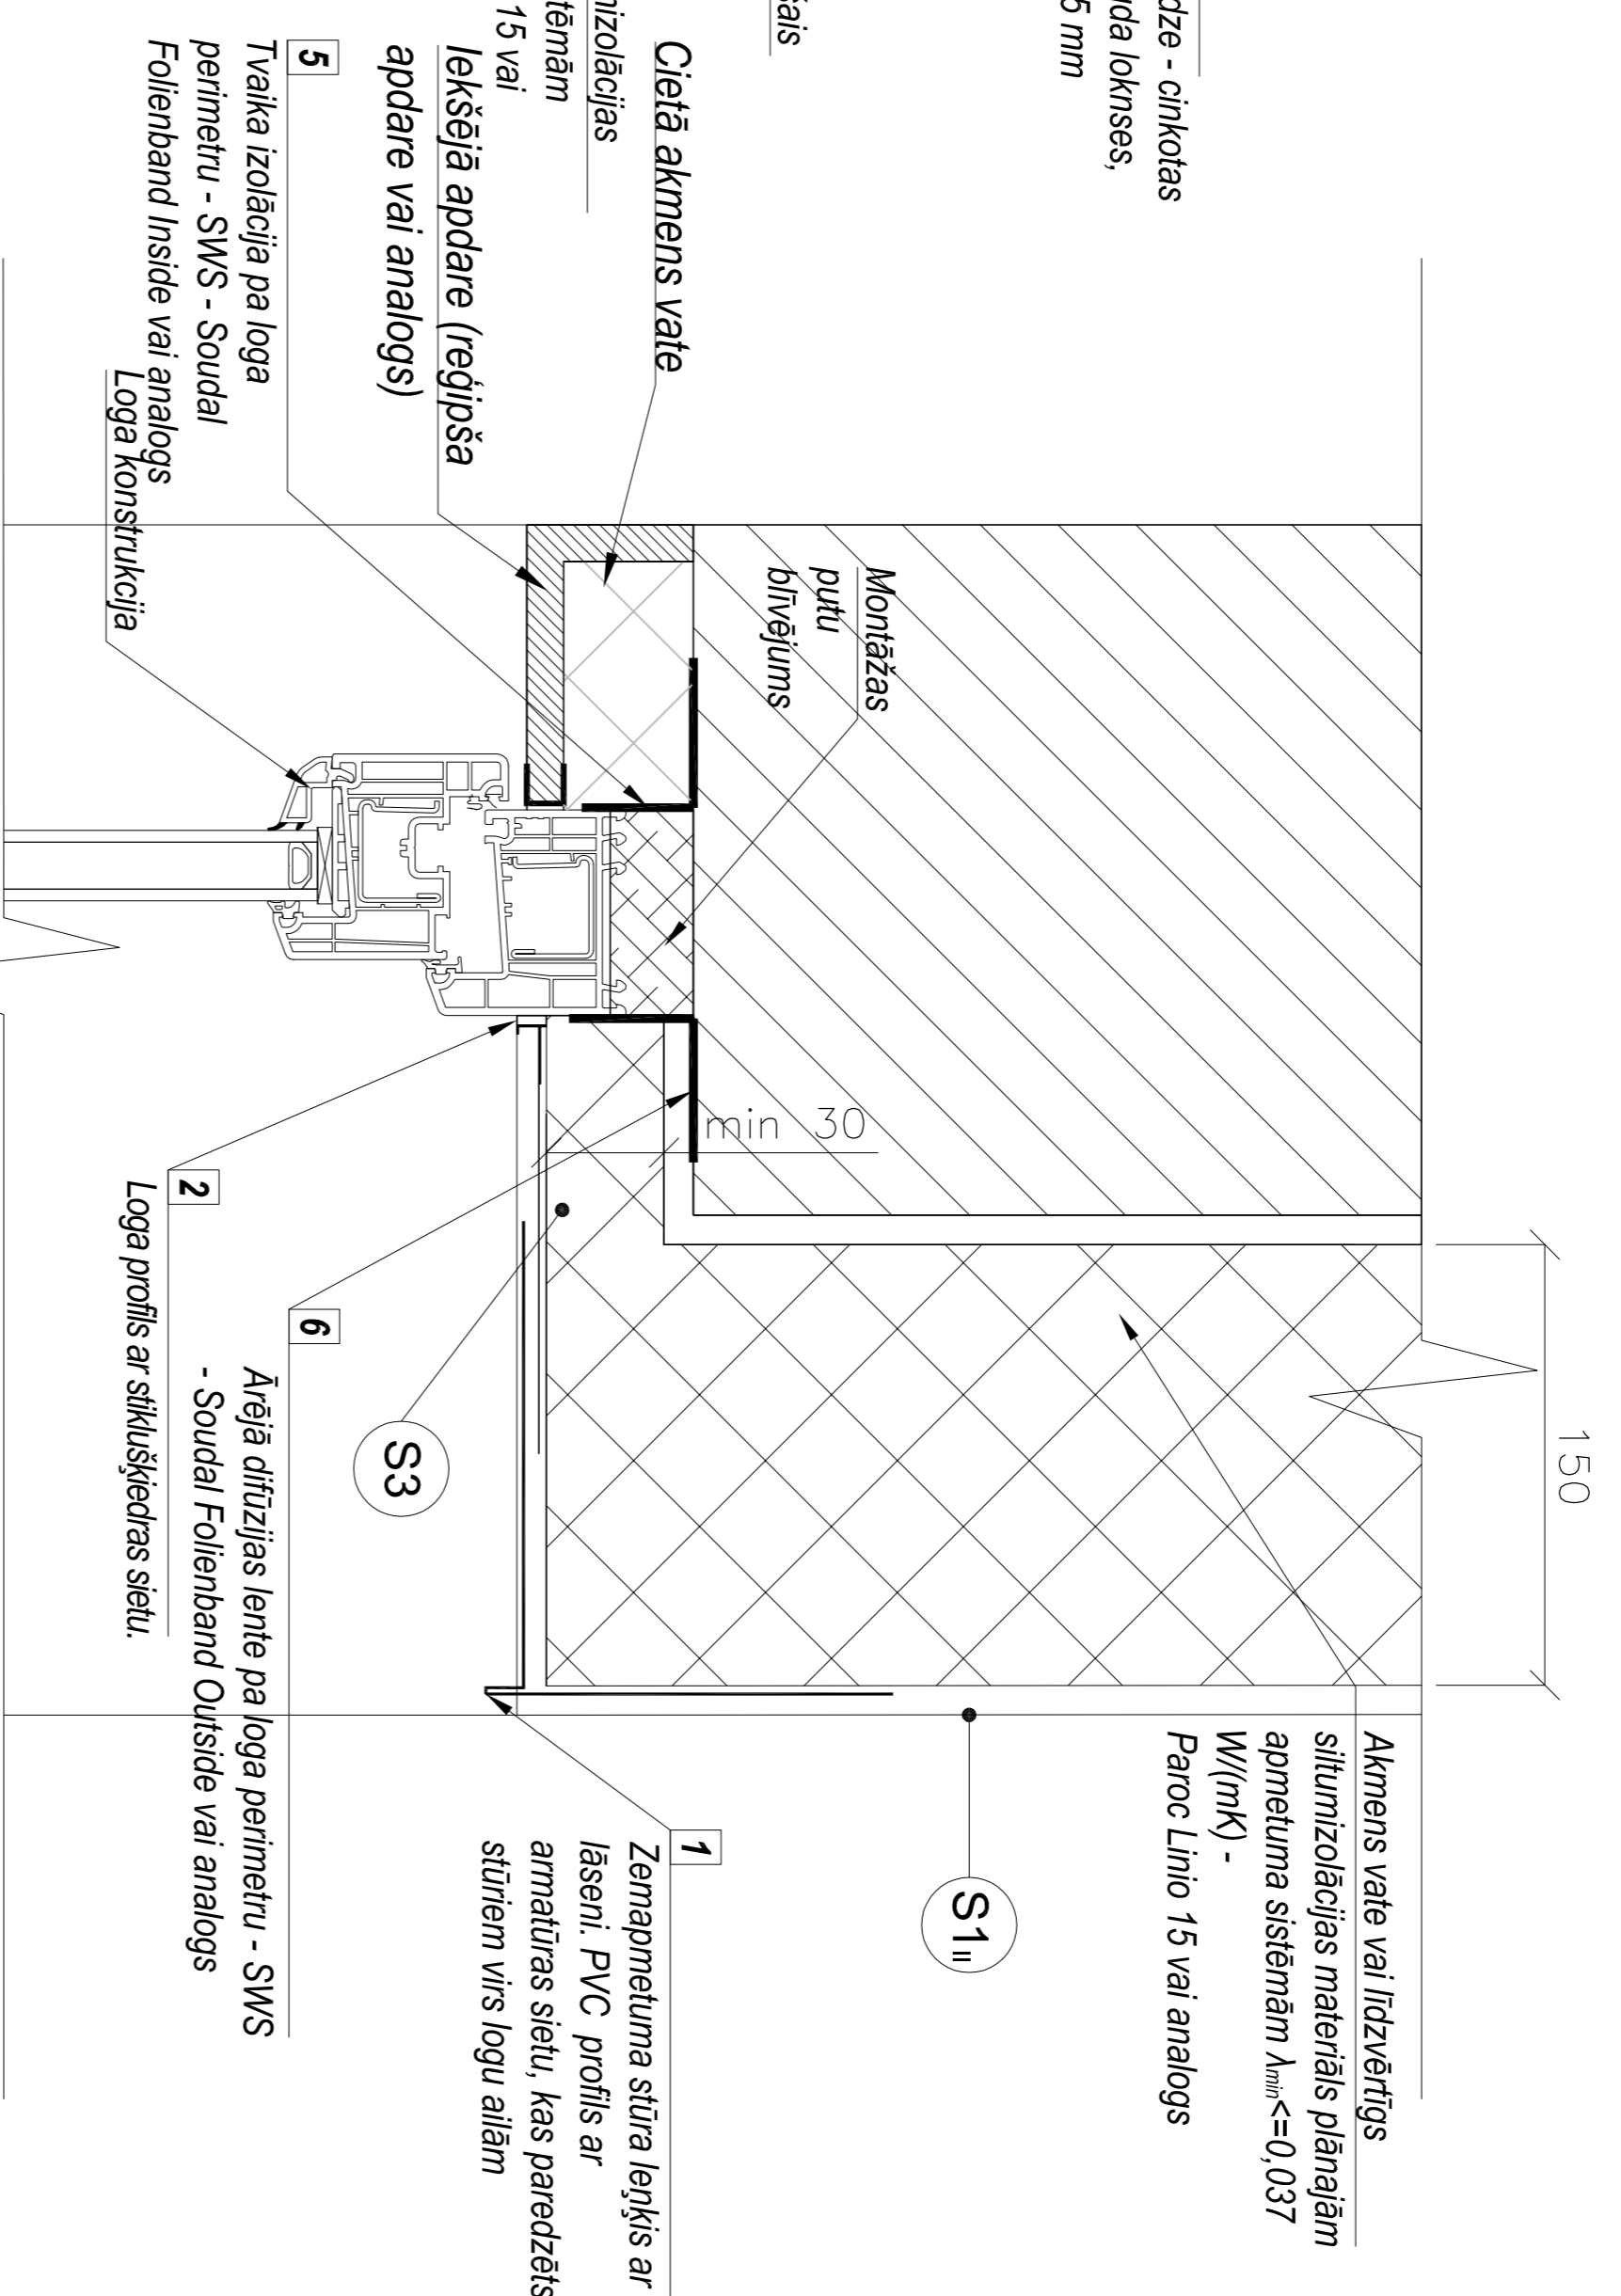 dze - cinkotas
da loksnes,
5 mm
šais
nizolācijas
tēmām
15 vai
Cietā akmens vate
Iekšējā apdare (reģipša
apdare vai analogs)
5
Tvaika izolācija pa loga
perimetru - SWS - Soudal
Folienband Inside vai analogs
Loga konstrukcija
Montāžas
putu
blīvējums
min 30
150
2
Loga profils ar stiklušķiedras sietu.
6
Ārējā difūzijas lente pa loga perimetru - SWS
- Soudal Folienband Outside vai analogs
S3
S1II
Akmens vate vai līdzvērtīgs
siltumizolācijas materiāls plānajām
apmetuma sistēmām λmin<=0,037
W/(mK) -
Paroc Linio 15 vai analogs
1
Zemapmetuma stūra leņķis ar
lāseni. PVC profils ar
armatūras sietu, kas paredzēts
stūriem virs logu ailām